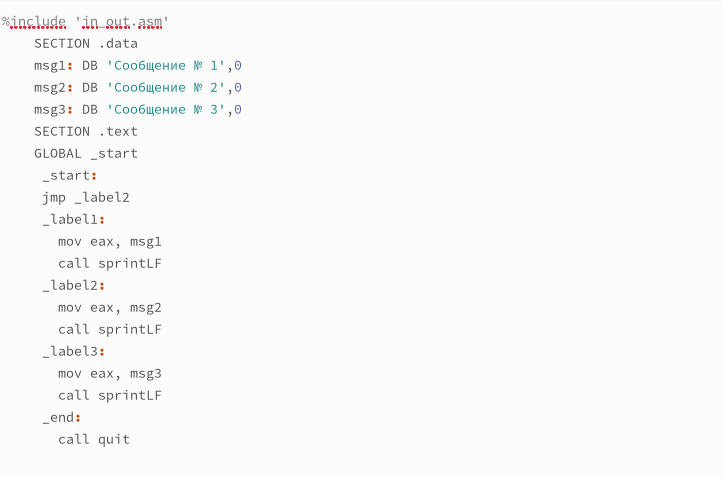 %include 'in_out.asm'
SECTION .data
msg1: DB 'Сообщение № 1',0
msg2: DB 'Сообщение № 2',0
msg3: DB 'Сообщение № 3',0
SECTION .text
GLOBAL _start
_start:
jmp _label2
_label1:
mov eax, msg1
call sprintLF
_label2:
mov eax, msg2
call sprintLF
_label3:
mov eax, msg3
call sprintLF
_end:
call quit